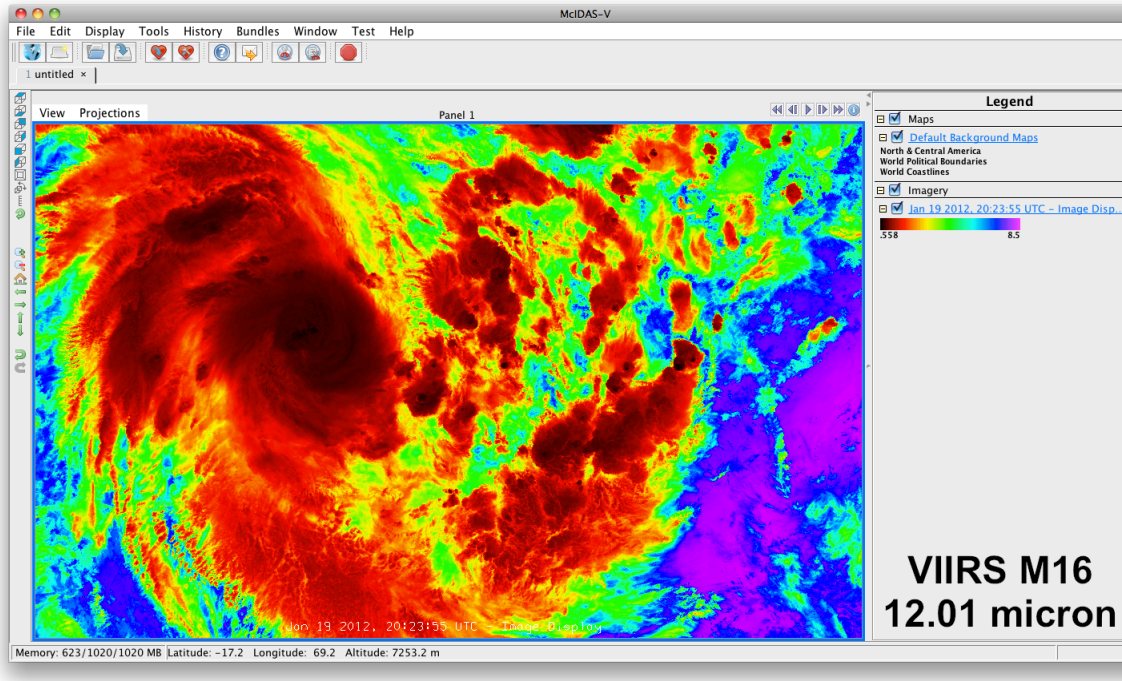 McIDAS-V
File Edit Display Tools History Bundles Window Test Help
1 untitled ×
View Projections
Panel 1
Legend
Maps
Default Background Maps
North & Central America
World Political Boundaries
World Coastlines
Imagery
Jan 19 2012, 20:23:55 UTC – Image Disp...
.558 8.5
VIIRS M16
12.01 micron
Jan 19 2012, 20:23:55 UTC – Image Display
Memory: 623/1020/1020 MB Latitude: -17.2 Longitude: 69.2 Altitude: 7253.2 m